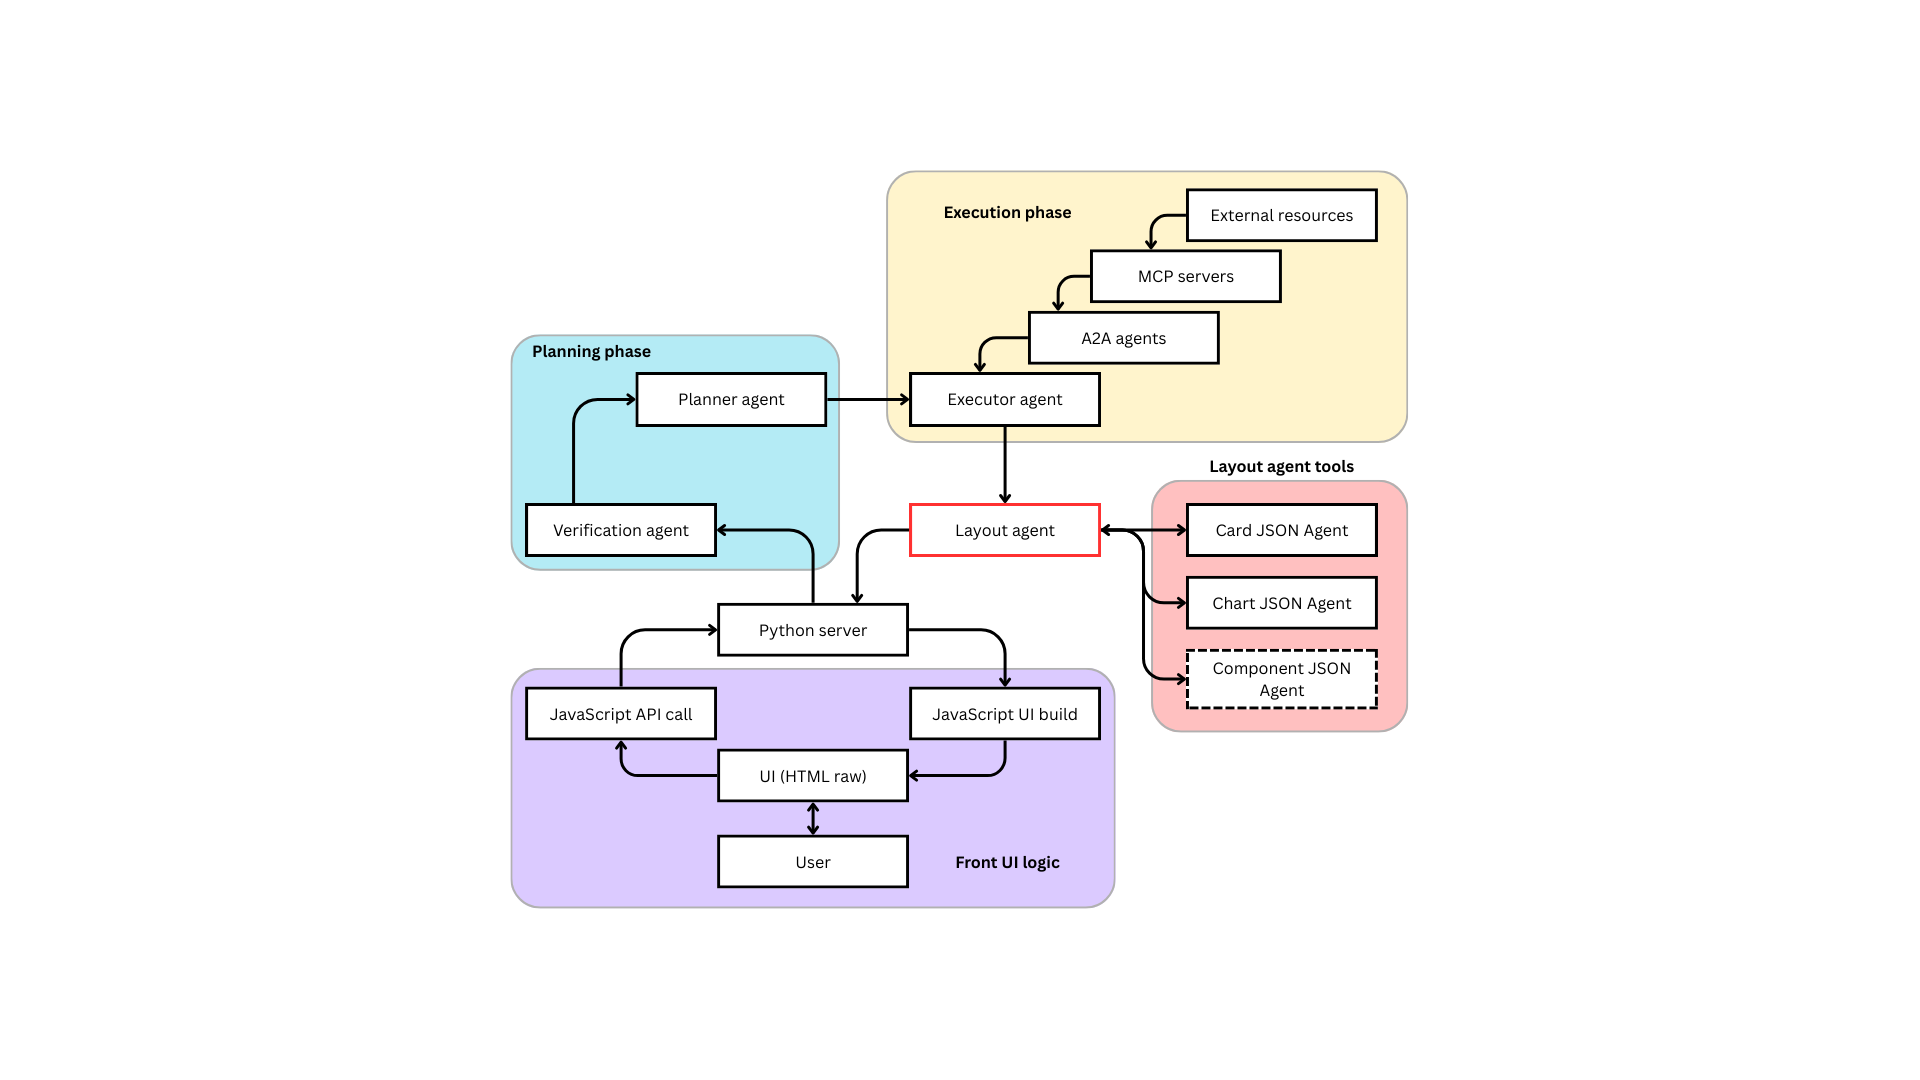 Execution phase
External resources
MCP servers
A2A agents
Planning phase
Planner agent
Executor agent
Layout agent tools
Verification agent
Layout agent
Card JSON Agent
Chart JSON Agent
Python server
Component JSON
Agent
JavaScript API call
JavaScript UI build
UI (HTML raw)
User
Front UI logic